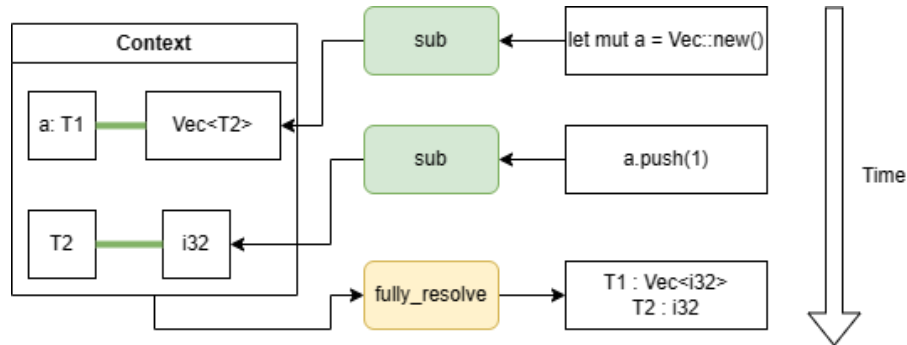 Context
a: T1
Vec<T2>
T2
i32
sub
let mut a = Vec::new()
sub
a.push(1)
fully_resolve
T1 : Vec<i32>
T2 : i32
Time